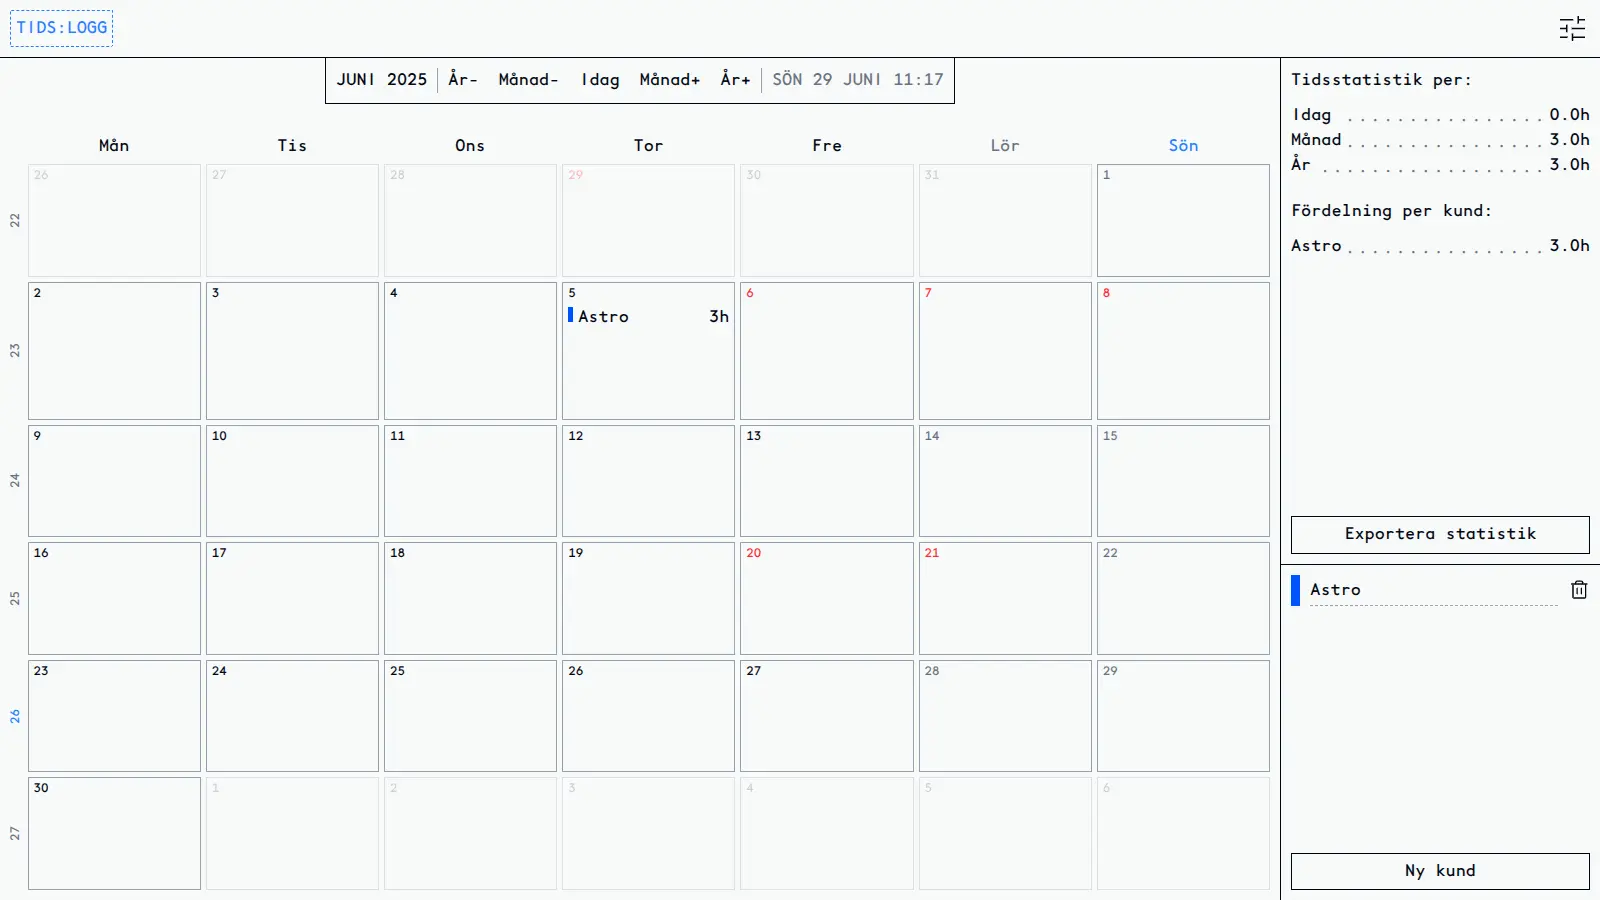 TIDS:LOGG
JUNI 2025 År- Månad- Idag Månad+ År+ SÖN 29 JUNI 11:17
Mån Tis Ons Tor Fre Lör Sön
22
26 27 28 29 30 31 1
23
2 3 4 5 6 7 8
Astro 3h
24
9 10 11 12 13 14 15
25
16 17 18 19 20 21 22
26
23 24 25 26 27 28 29
27
30 1 2 3 4 5 6
Tidsstatistik per:
Idag ................ 0.0h
Månad ................ 3.0h
År .................. 3.0h
Fördelning per kund:
Astro ................ 3.0h
Exportera statistik
Astro
Ny kund